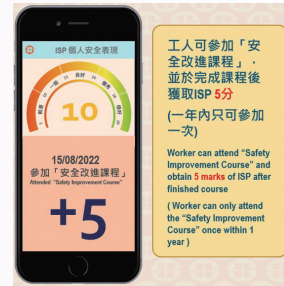 ISP 個人安全表現
10
15/08/2022
參加「安全改進課程」
Attended "Safety Improvement Course"
+5
工人可參加「安
全改進課程」，
並於完成課程後
獲取ISP 5分
(一年內只可參加
一次)
Worker can attend "Safety
Improvement Course" and
obtain 5 marks of ISP after
finished course
( Worker can only attend
the "Safety Improvement
Course" once within 1
year )